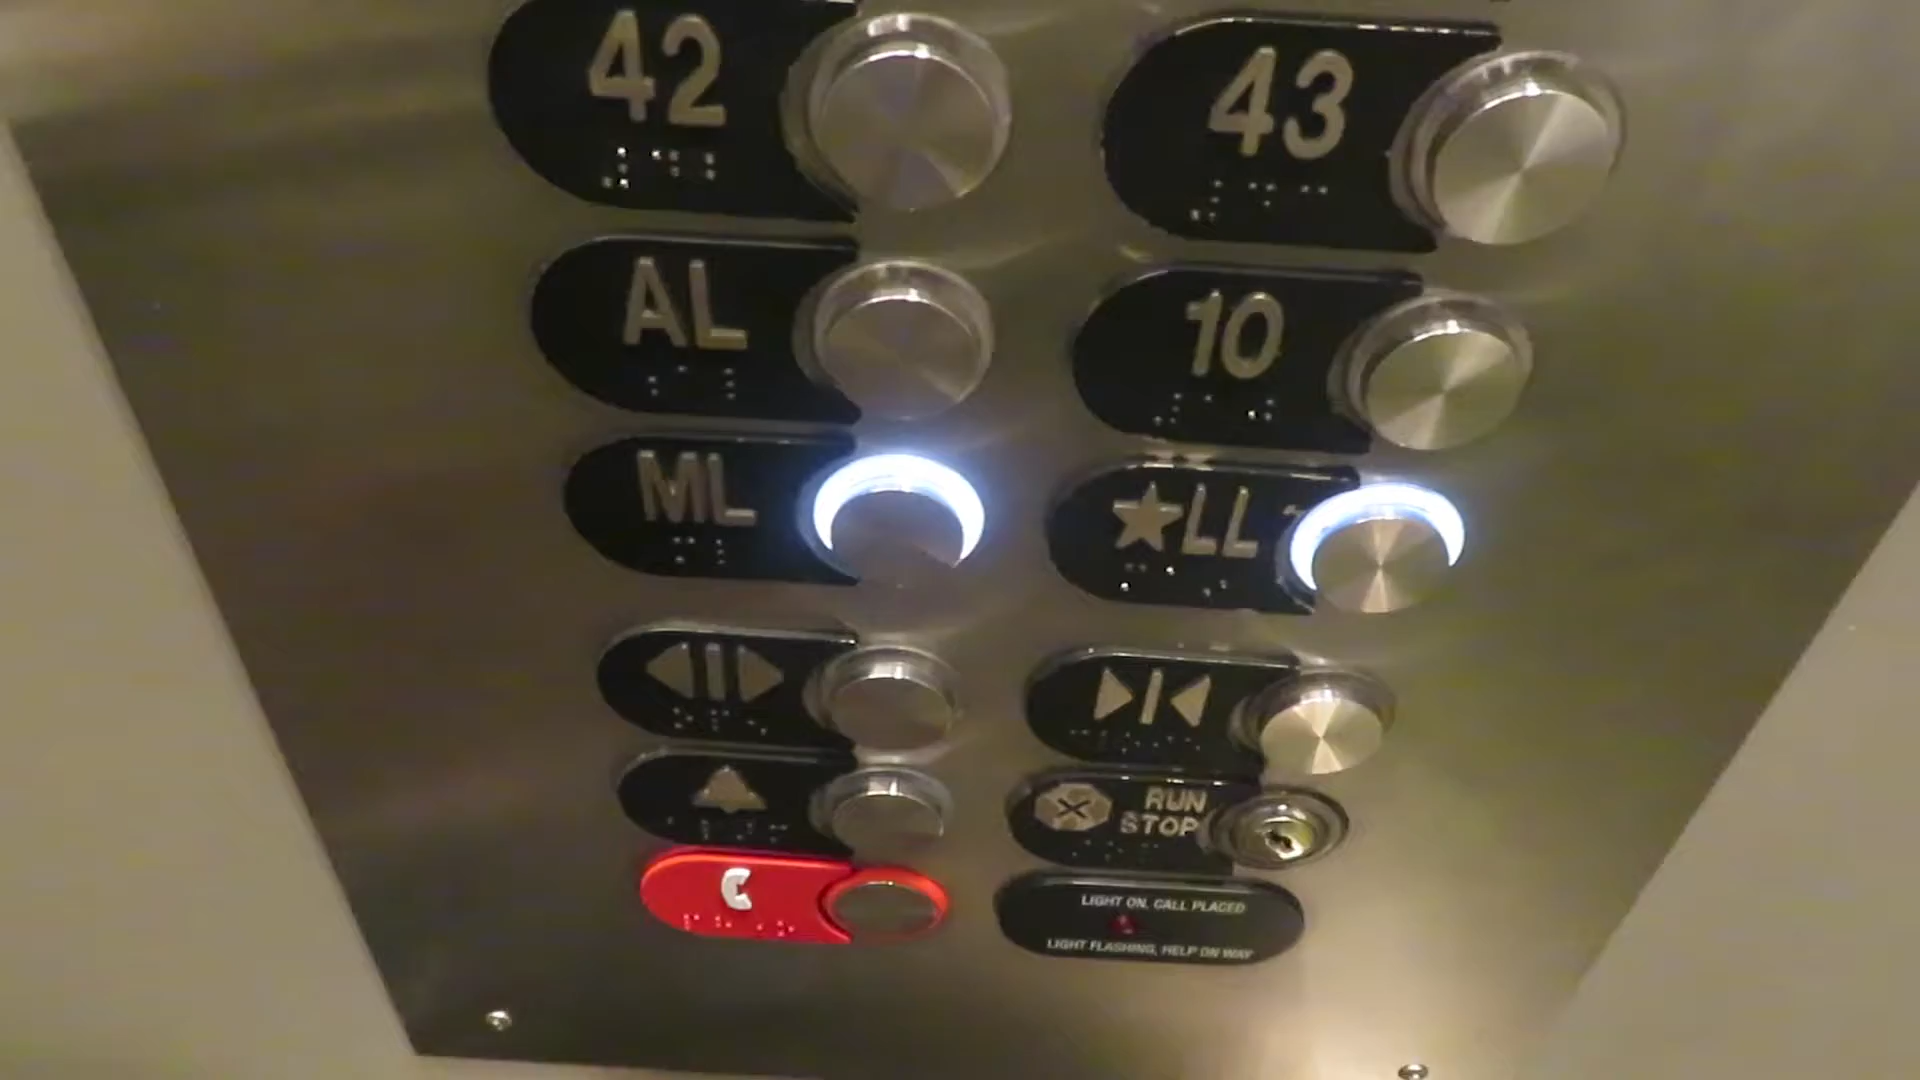 42
43
AL
10
ML
★LL
RUN
STOP
LIGHT ON, CALL PLACED
LIGHT FLASHING, HELP ON WAY